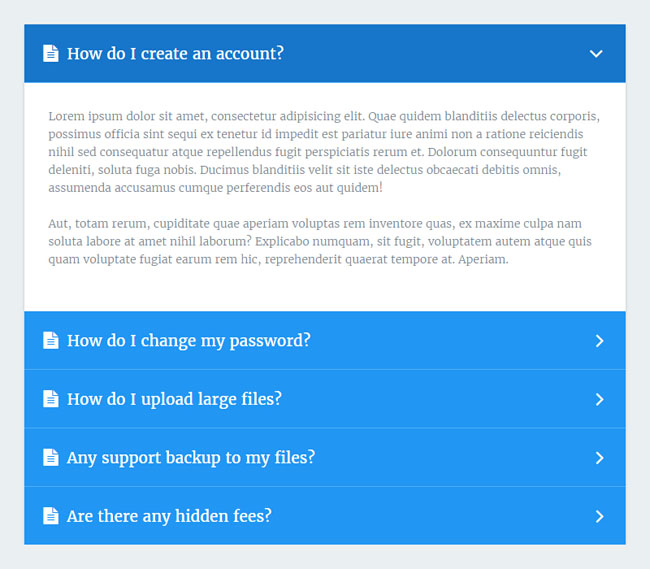 How do I create an account?
Lorem ipsum dolor sit amet, consectetur adipisicing elit. Quae quidem blanditiis delectus corporis,
possimus officia sint sequi ex tenetur id impedit est pariatur iure animi non a ratione reiciendis
nihil sed consequatur atque repellendus fugit perspiciatis rerum et. Dolorum consequuntur fugit
deleniti, soluta fuga nobis. Ducimus blanditiis velit sit iste delectus obcaecati debitis omnis,
assumenda accusamus cumque perferendis eos aut quidem!
Aut, totam rerum, cupiditate quae aperiam voluptas rem inventore quas, ex maxime culpa nam
soluta labore at amet nihil laborum? Explicabo numquam, sit fugit, voluptatem autem atque quis
quam voluptate fugiat earum rem hic, reprehenderit quaerat tempore at. Aperiam.
How do I change my password?
How do I upload large files?
Any support backup to my files?
Are there any hidden fees?